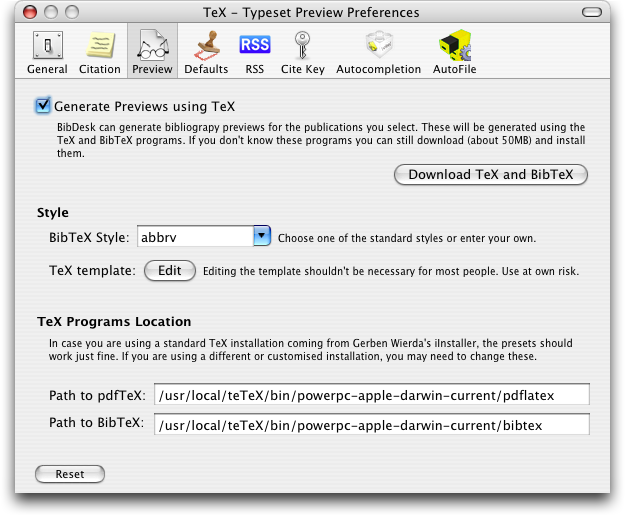 TeX – Typeset Preview Preferences
General Citation Preview Defaults RSS Cite Key Autocompletion AutoFile
RSS
Generate Previews using TeX
BibDesk can generate bibliograpy previews for the publications you select. These will be generated using the
TeX and BibTeX programs. If you don't know these programs you can still download (about 50MB) and install
them.
Download TeX and BibTeX
Style
BibTeX Style: abbrv Choose one of the standard styles or enter your own.
TeX template: Edit Editing the template shouldn't be necessary for most people. Use at own risk.
TeX Programs Location
In case you are using a standard TeX installation coming from Gerben Wierda's iInstaller, the presets should
work just fine. If you are using a different or customised installation, you may need to change these.
Path to pdfTeX: /usr/local/teTeX/bin/powerpc-apple-darwin-current/pdflatex
Path to BibTeX: /usr/local/teTeX/bin/powerpc-apple-darwin-current/bibtex
Reset